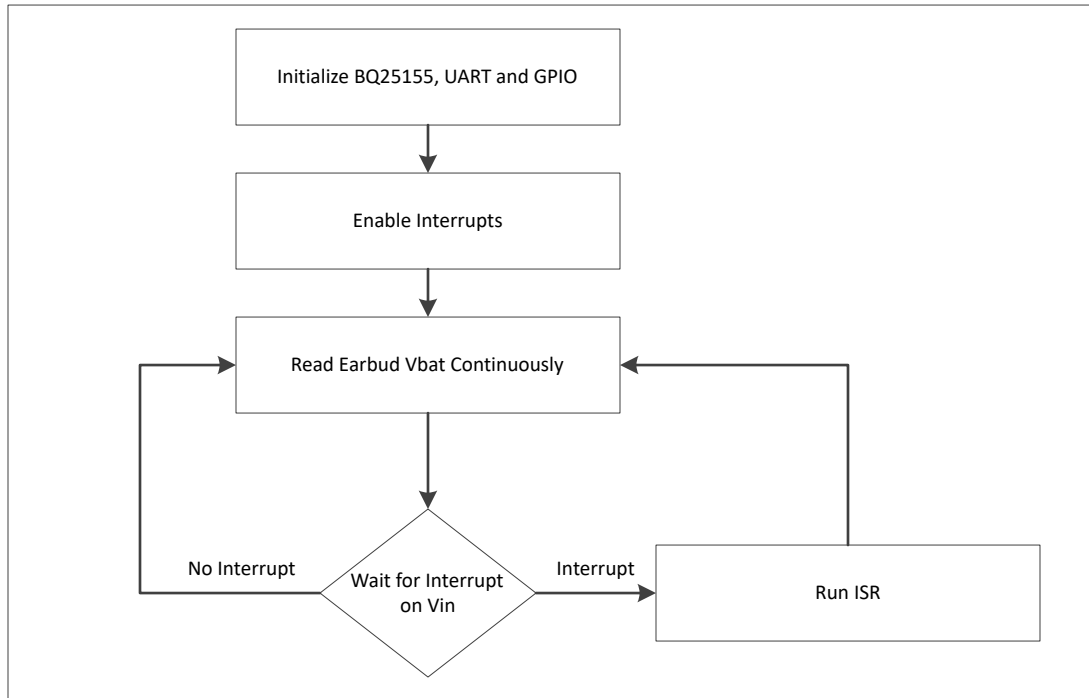 Initialize BQ25155, UART and GPIO
Enable Interrupts
Read Earbud Vbat Continuously
No Interrupt
Wait for Interrupt
on Vin
Interrupt
Run ISR